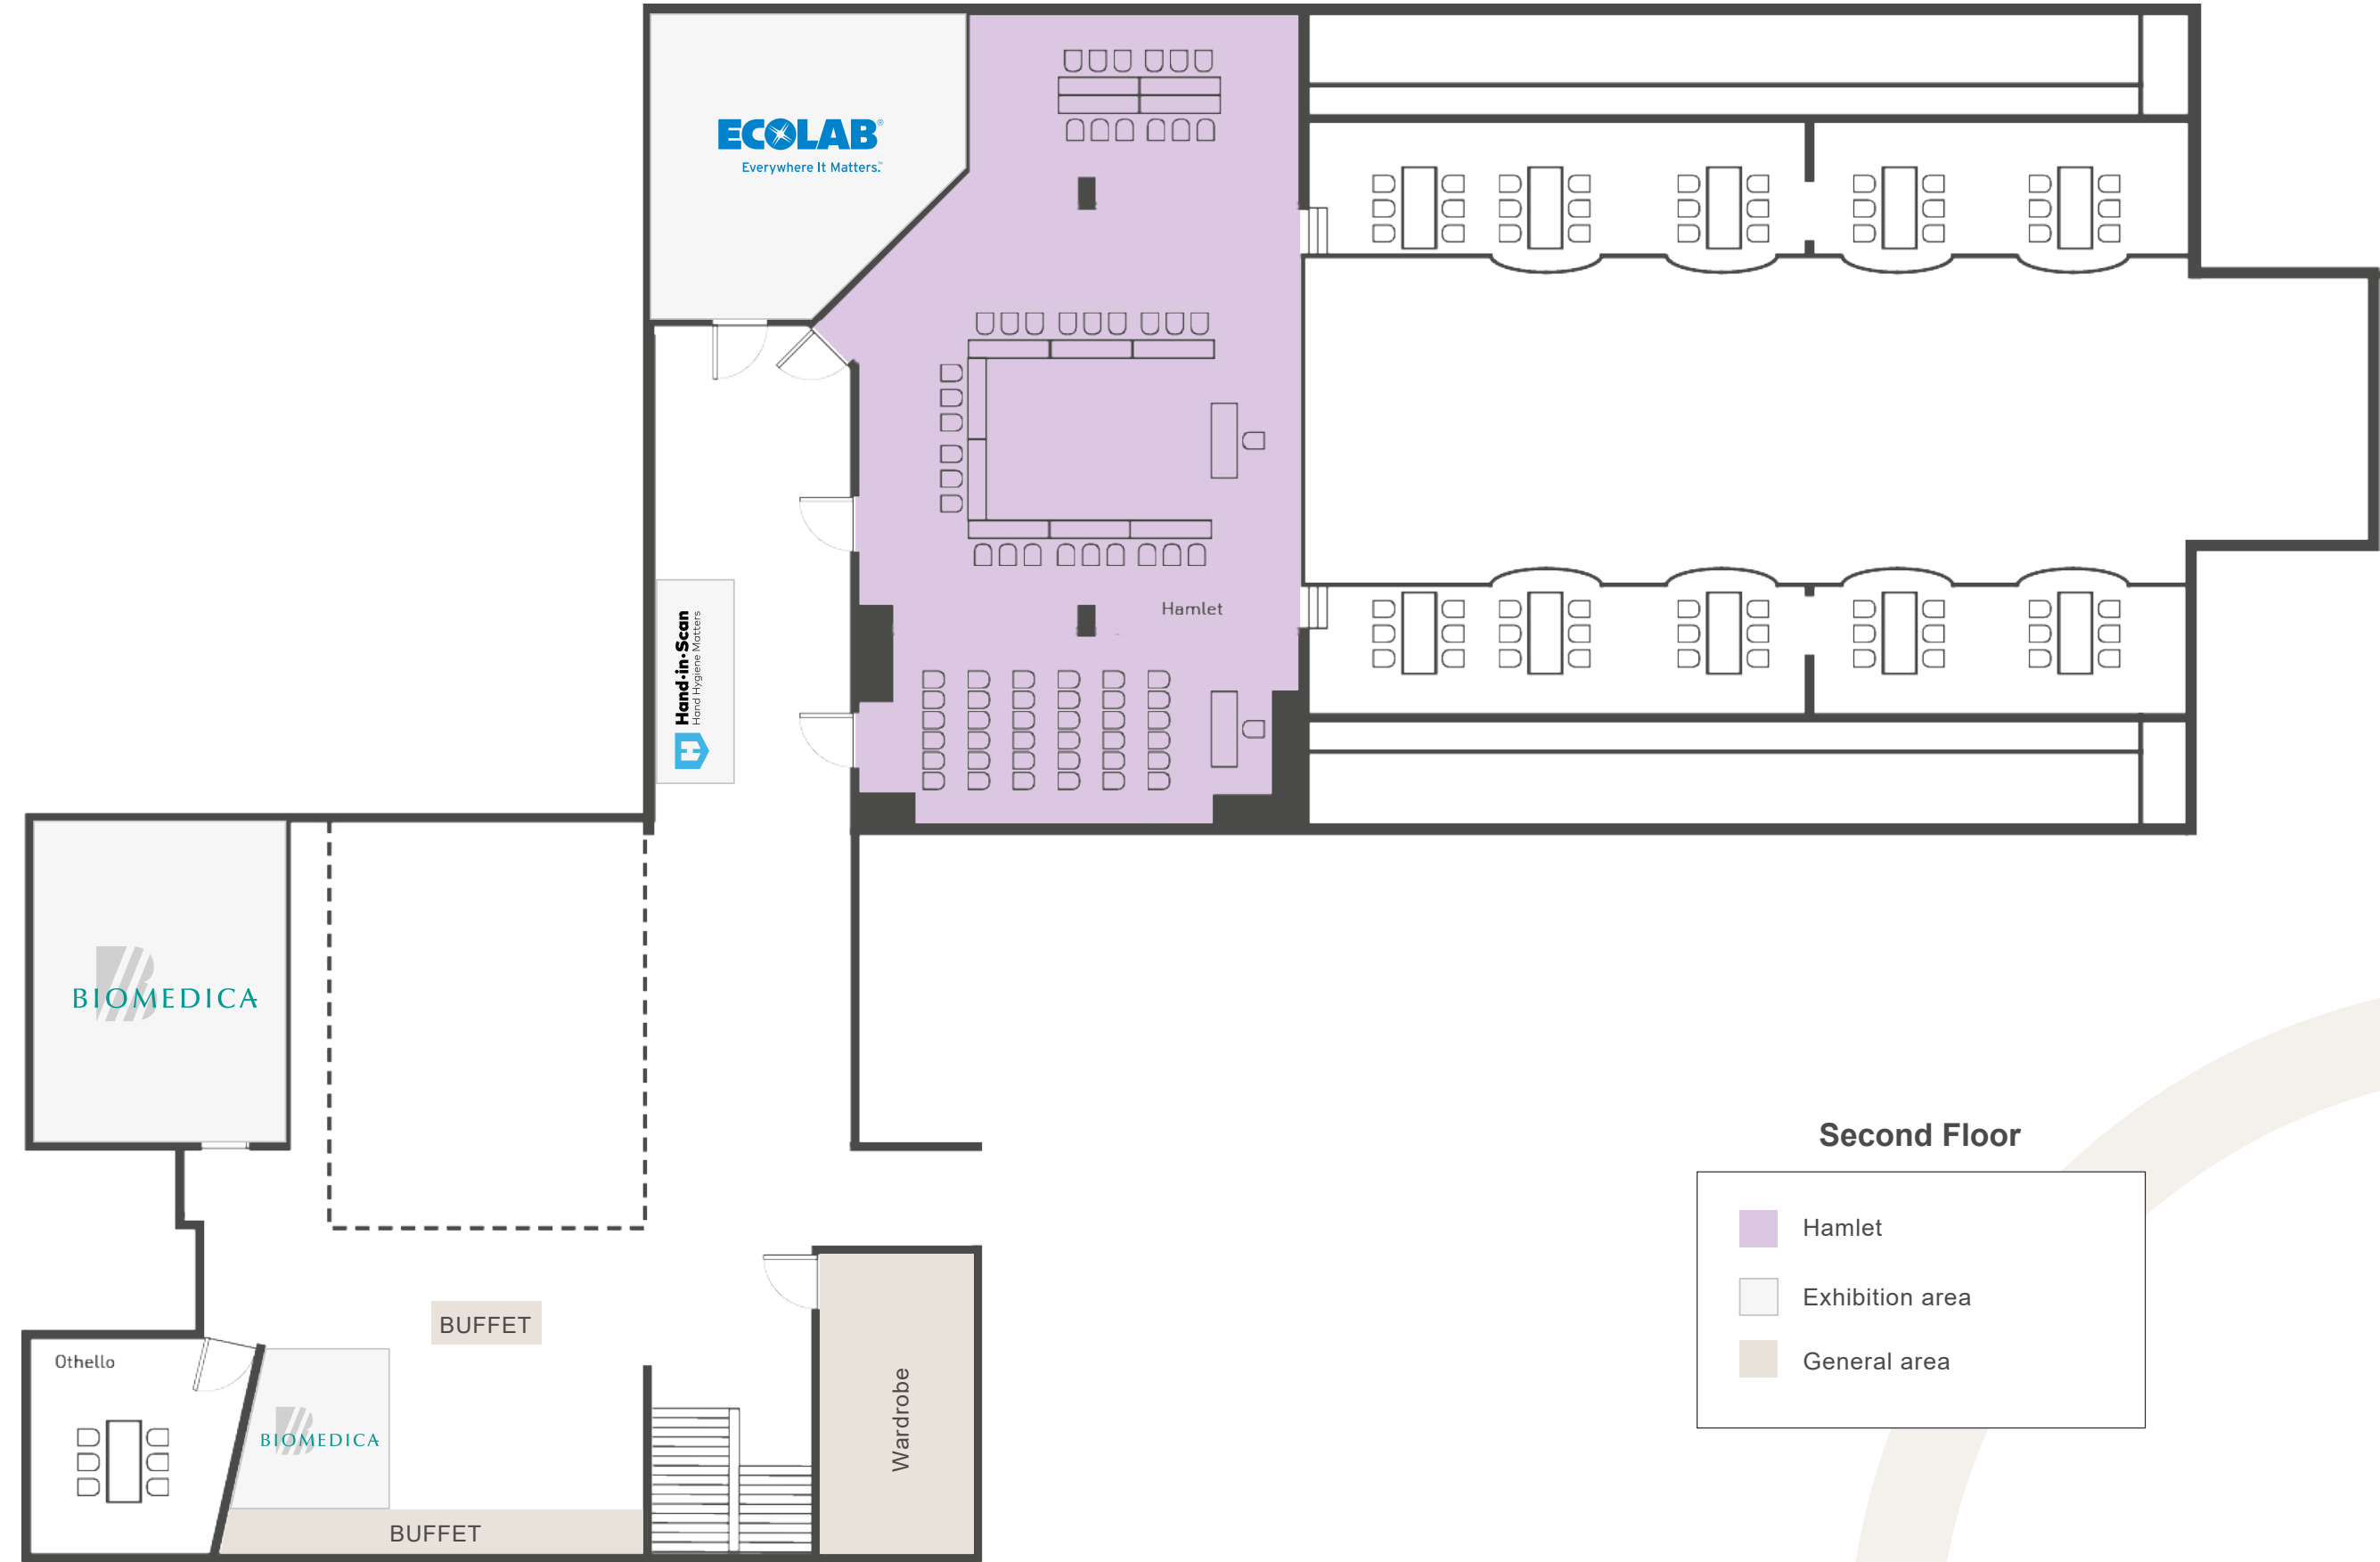 ECOLAB®
Everywhere It Matters.™
Hamlet
Hand·in·Scan
Hand Hygiene Matters
BIOMEDICA
Second Floor
Hamlet
Exhibition area
General area
BUFFET
Othello
BIOMEDICA
Wardrobe
BUFFET